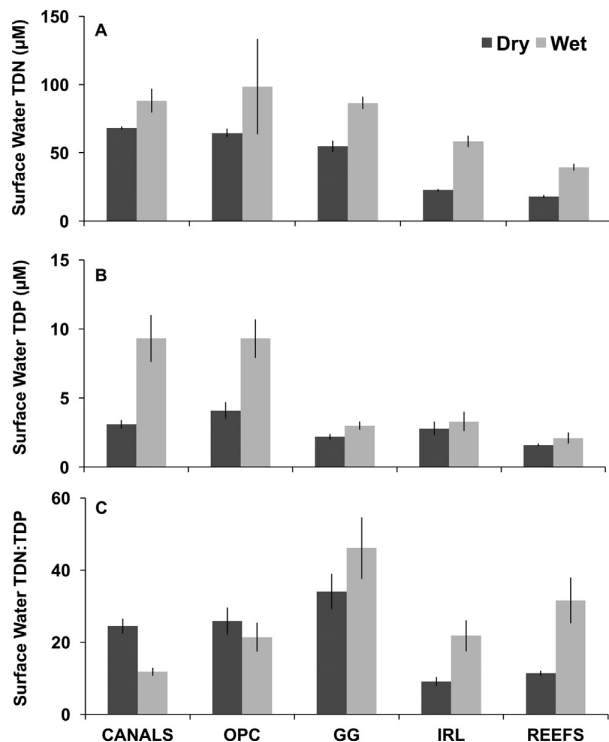 A
Dry Wet
Surface Water TDN (µM)
150
100
50
0
B
Surface Water TDP (µM)
15
10
5
0
C
Surface Water TDN:TDP
60
40
20
0
CANALS OPC GG IRL REEFS